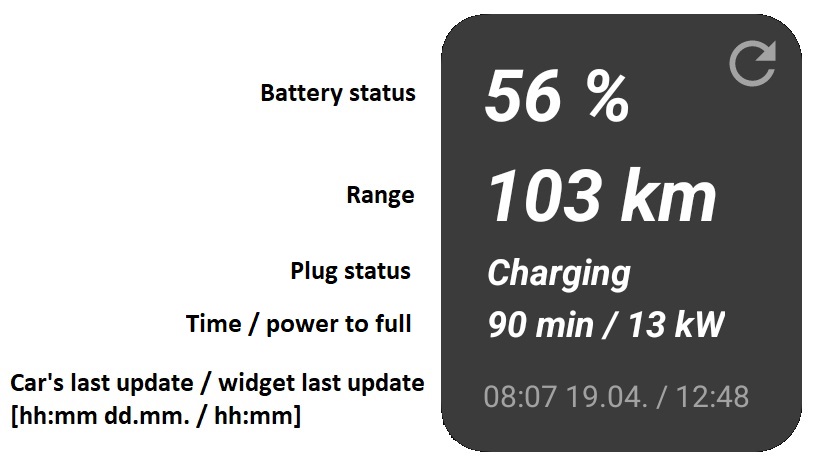 Battery status
56 %
Range
103 km
Plug status
Charging
Time / power to full
90 min / 13 kW
Car's last update / widget last update
[hh:mm dd.mm. / hh:mm]
08:07 19.04. / 12:48